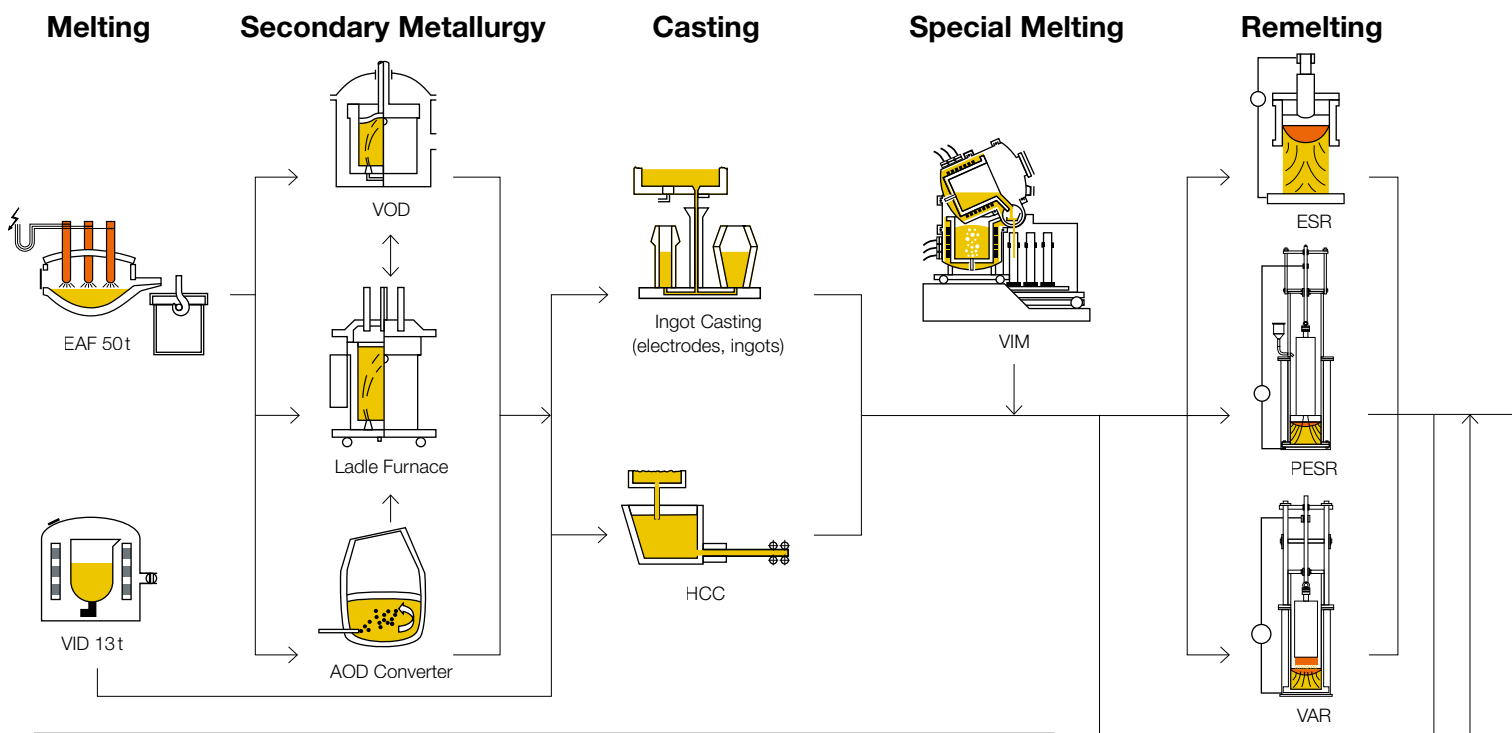 Melting
Secondary Metallurgy
Casting
Special Melting
Remelting
VOD
ESR
EAF 50 t
Ingot Casting
(electrodes, ingots)
VIM
Ladle Furnace
PESR
HCC
VID 13 t
AOD Converter
VAR